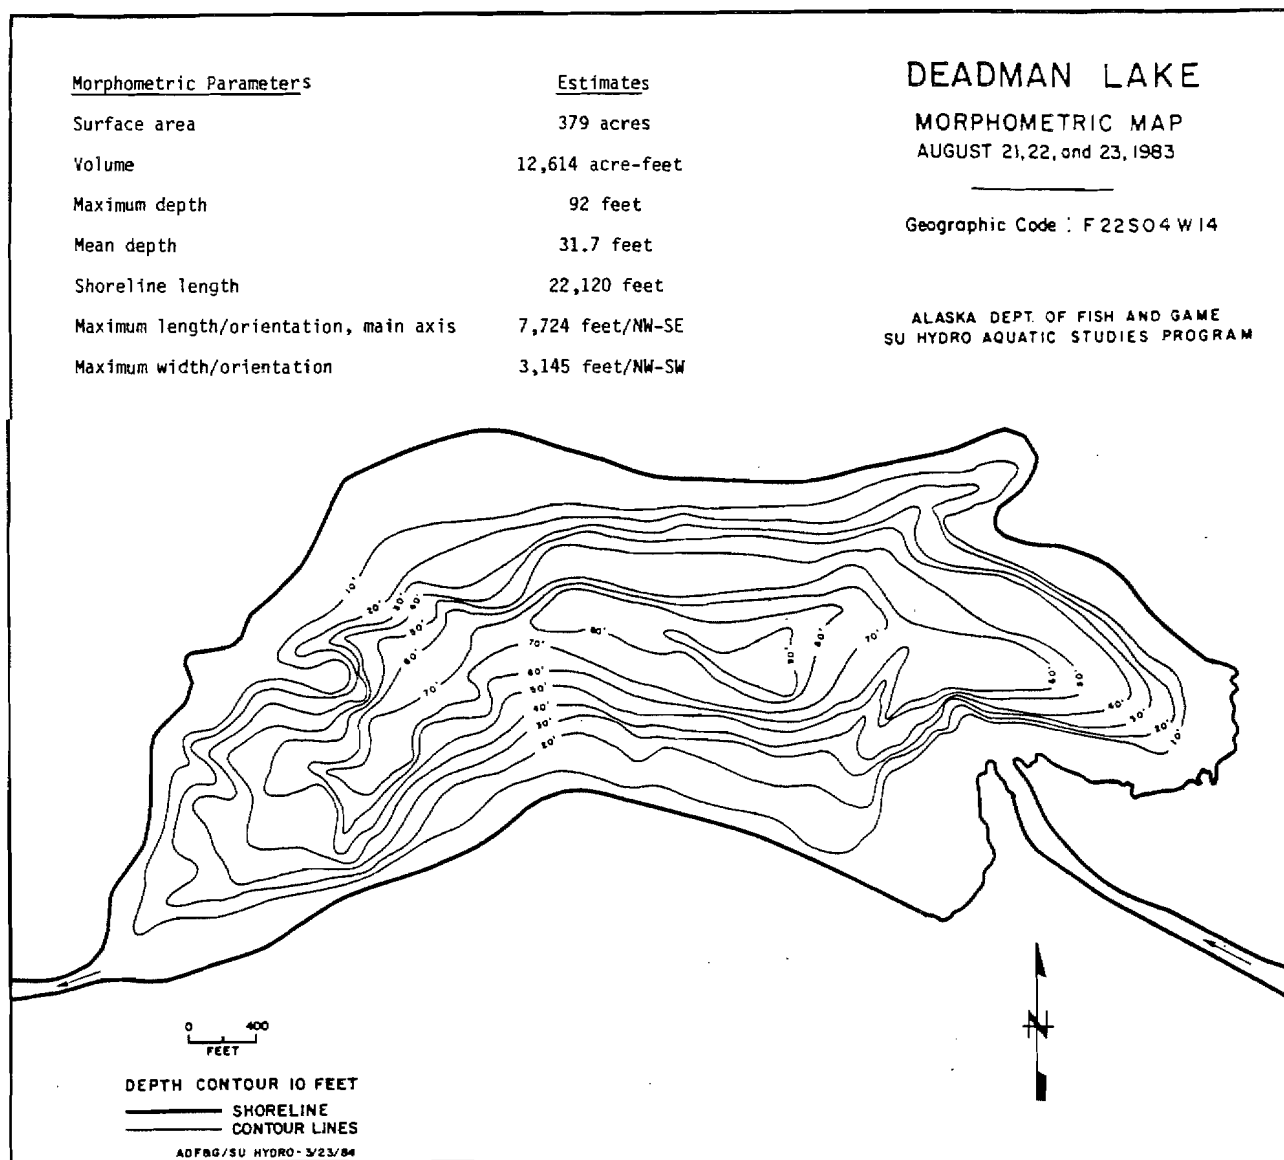 Morphometric Parameters Estimates
Surface area 379 acres
Volume 12,614 acre-feet
Maximum depth 92 feet
Mean depth 31.7 feet
Shoreline length 22,120 feet
Maximum length/orientation, main axis 7,724 feet/NW-SE
Maximum width/orientation 3,145 feet/NW-SW
DEADMAN LAKE
MORPHOMETRIC MAP
AUGUST 21, 22, and 23, 1983
Geographic Code : F22S04W14
ALASKA DEPT. OF FISH AND GAME
SU HYDRO AQUATIC STUDIES PROGRAM
10'
20'
30'
40'
50'
60'
70'
80'
70'
60'
50'
40'
30'
20'
90'
80'
70'
60'
50'
40'
30'
20'
10'
N
0 400
FEET
DEPTH CONTOUR 10 FEET
SHORELINE
CONTOUR LINES
ADF&G/SU HYDRO-3/23/84